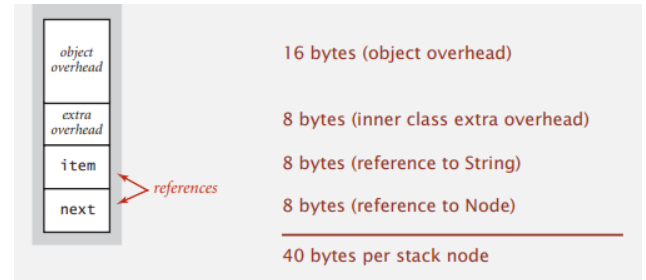 object
overhead
16 bytes (object overhead)
extra
overhead
8 bytes (inner class extra overhead)
item
8 bytes (reference to String)
references
next
8 bytes (reference to Node)
40 bytes per stack node